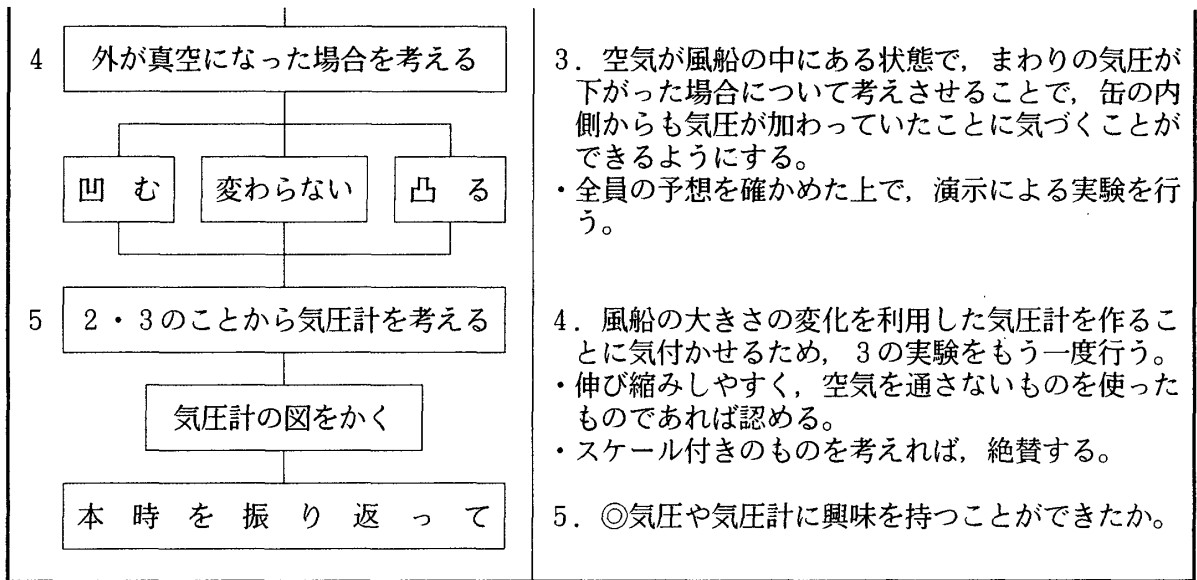 4 外が真空になった場合を考える
凹 む 変わらない 凸 る
5 2・3のことから気圧計を考える
気圧計の図をかく
本 時 を 振 り 返 っ て
3．空気が風船の中にある状態で，まわりの気圧が
下がった場合について考えさせることで，缶の内
側からも気圧が加わっていたことに気づくことが
できるようにする。
・全員の予想を確かめた上で，演示による実験を行
う。
4．風船の大きさの変化を利用した気圧計を作るこ
とに気付かせるため，3の実験をもう一度行う。
・伸び縮みしやすく，空気を通さないものを使った
ものであれば認める。
・スケール付きのものを考えれば，絶賛する。
5．◎気圧や気圧計に興味を持つことができたか。